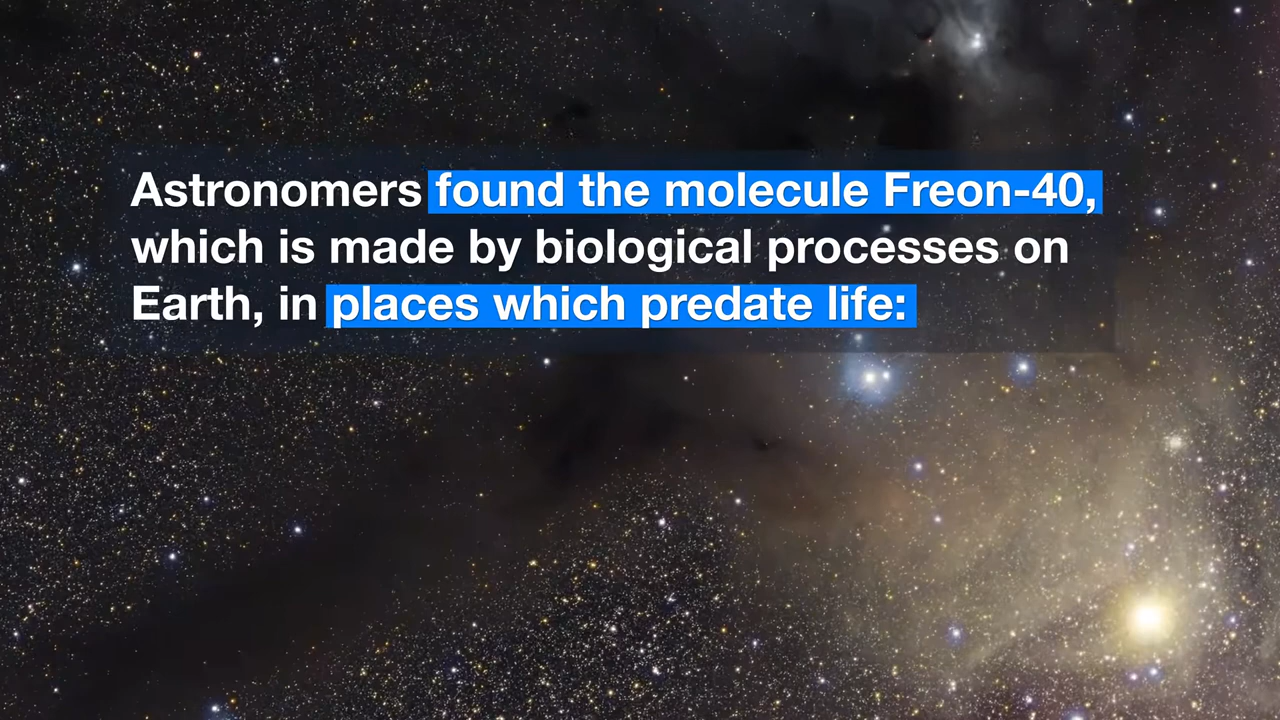 Astronomers found the molecule Freon-40,
which is made by biological processes on
Earth, in places which predate life: